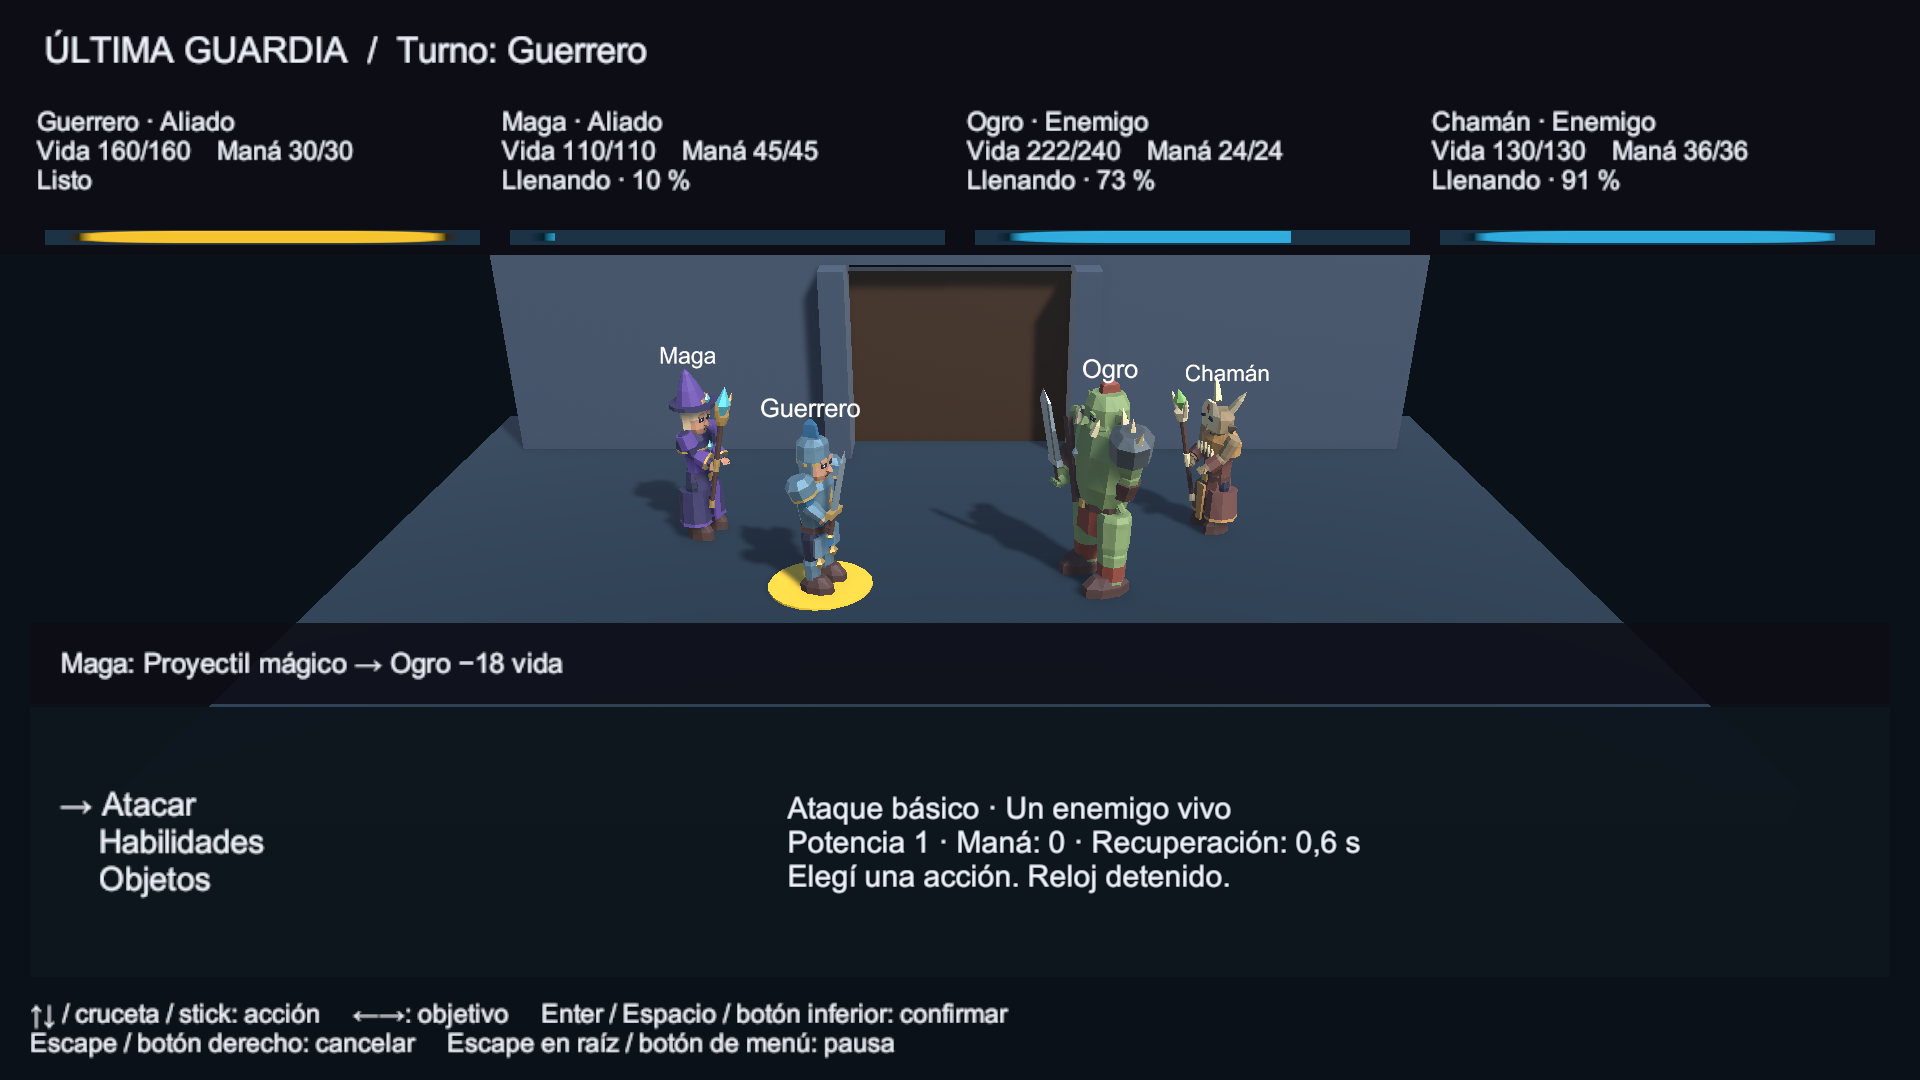 ÚLTIMA GUARDIA / Turno: Guerrero
Guerrero · Aliado
Vida 160/160 Maná 30/30
Listo
Maga · Aliado
Vida 110/110 Maná 45/45
Llenando · 10 %
Ogro · Enemigo
Vida 222/240 Maná 24/24
Llenando · 73 %
Chamán · Enemigo
Vida 130/130 Maná 36/36
Llenando · 91 %
Maga
Guerrero
Ogro
Chamán
Maga: Proyectil mágico → Ogro −18 vida
→ Atacar
Habilidades
Objetos
Ataque básico · Un enemigo vivo
Potencia 1 · Maná: 0 · Recuperación: 0,6 s
Elegí una acción. Reloj detenido.
↑↓ / cruceta / stick: acción ←→: objetivo Enter / Espacio / botón inferior: confirmar
Escape / botón derecho: cancelar Escape en raíz / botón de menú: pausa